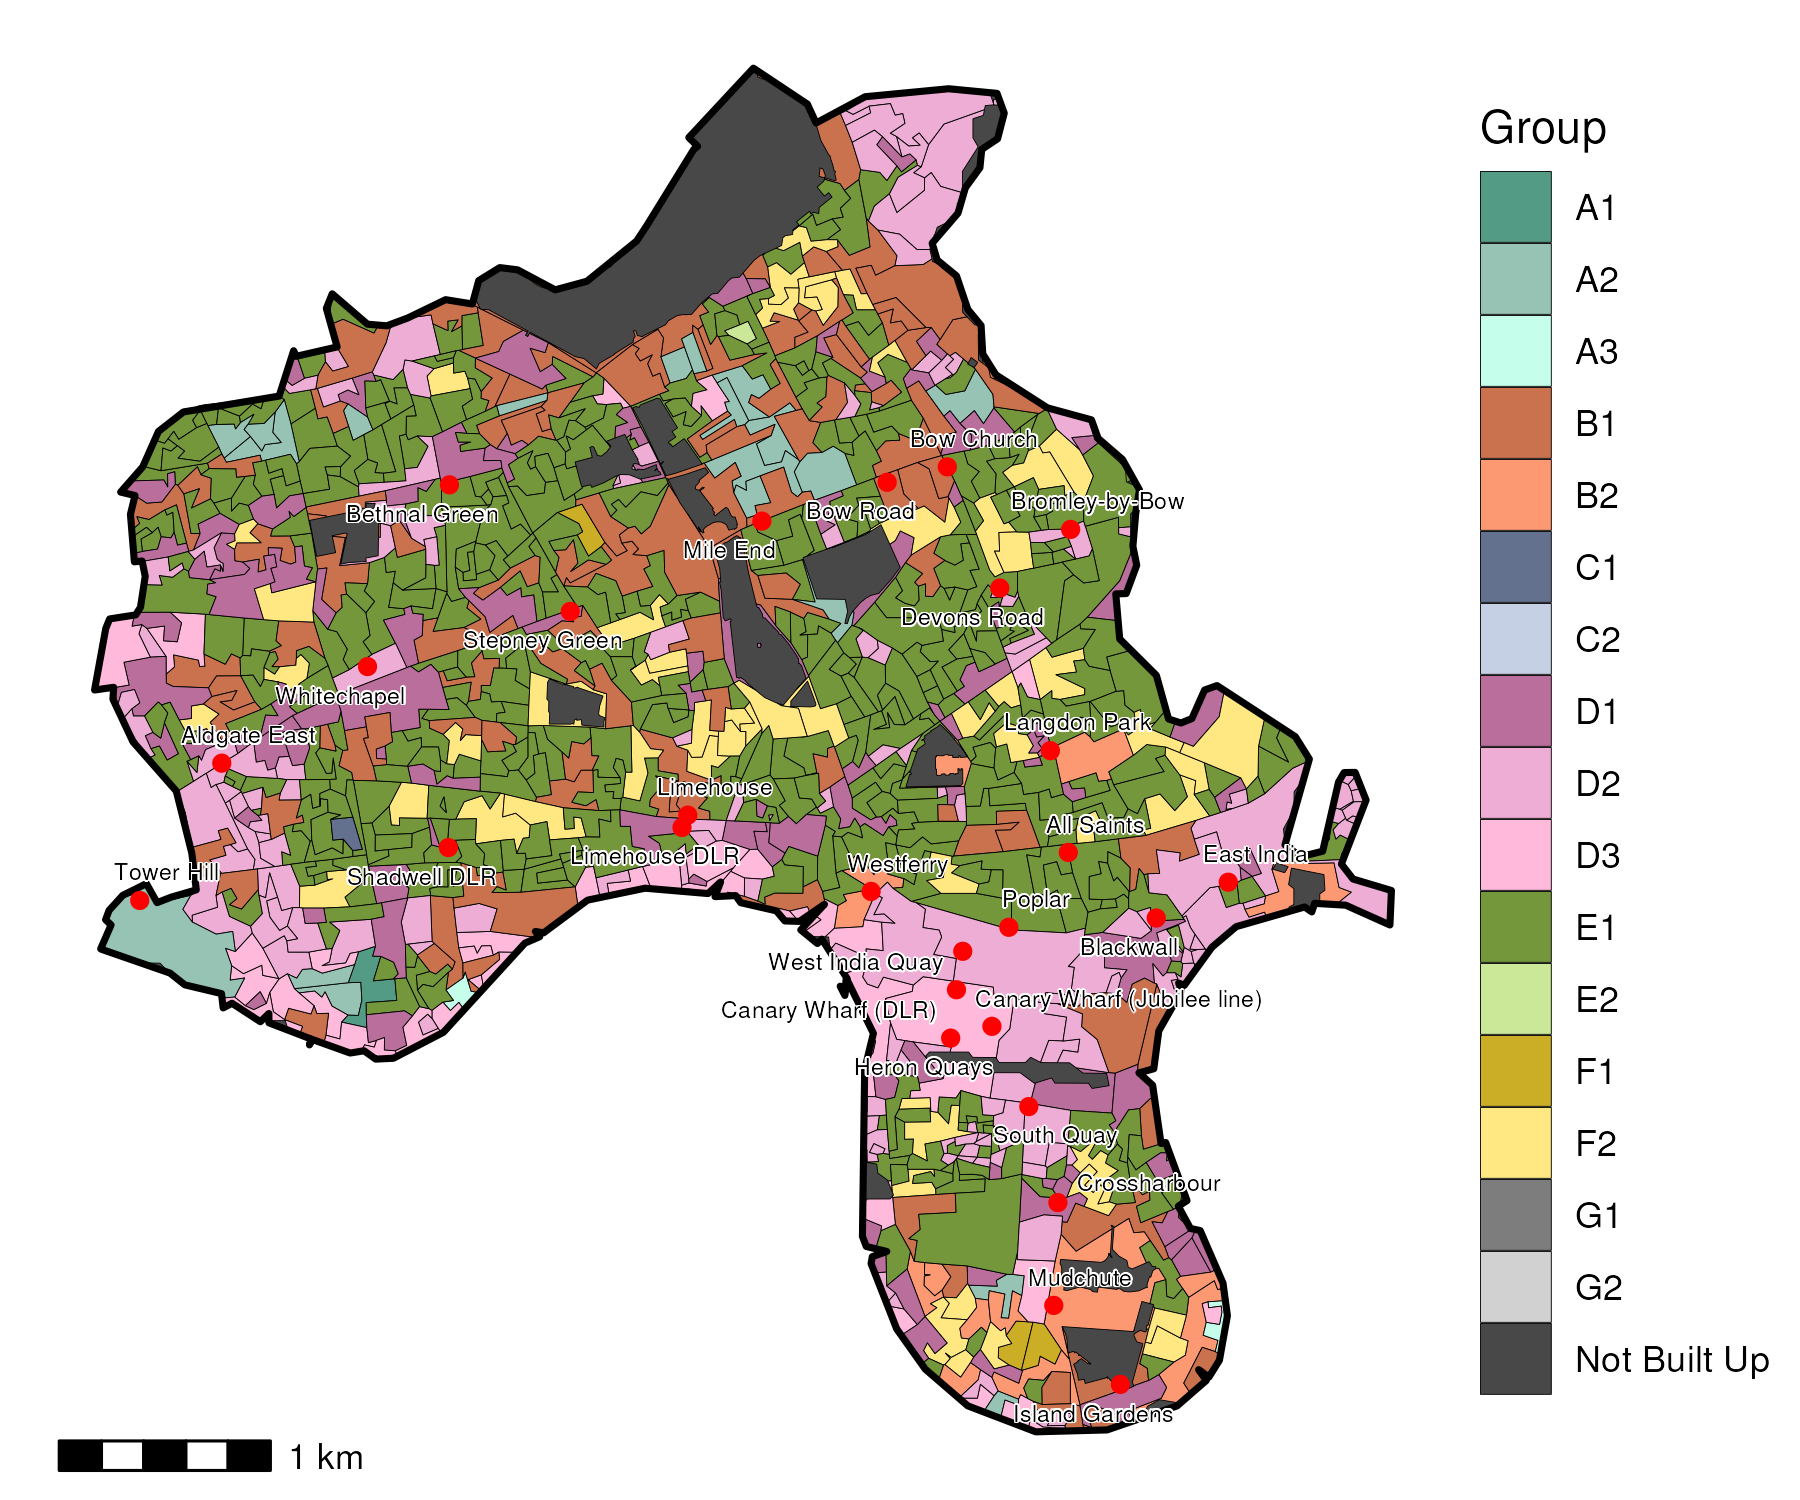 Group
A1
A2
A3
B1
B2
C1
C2
D1
D2
D3
E1
E2
F1
F2
G1
G2
Not Built Up
Bow Church
Bethnal Green
Bow Road
Bromley-by-Bow
Mile End
Devons Road
Stepney Green
Whitechapel
Aldgate East
Langdon Park
Limehouse
All Saints
Limehouse DLR
Westferry
East India
Tower Hill
Shadwell DLR
Poplar
Blackwall
West India Quay
Canary Wharf (DLR)
Canary Wharf (Jubilee line)
Heron Quays
South Quay
Crossharbour
Mudchute
Island Gardens
1 km